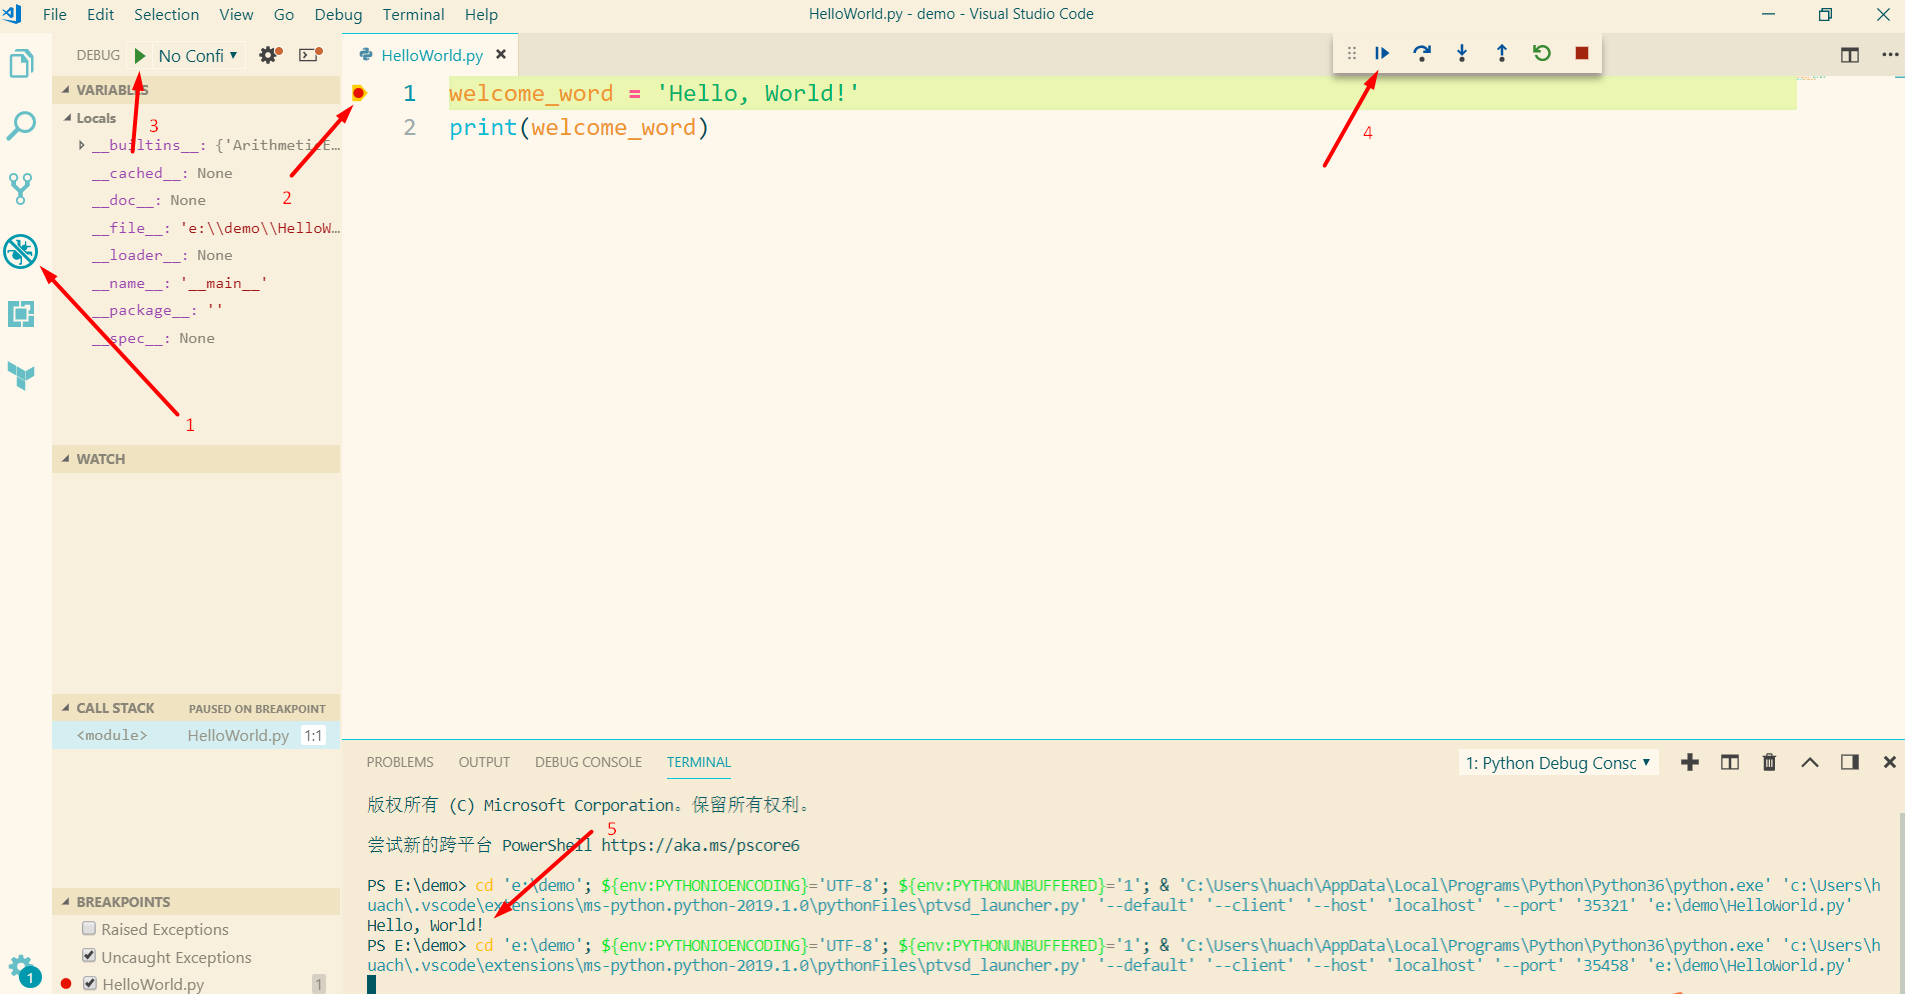 File Edit Selection View Go Debug Terminal Help
HelloWorld.py - demo - Visual Studio Code
DEBUG No Confi
HelloWorld.py
VARIABLES
Locals
__builtins__: {'ArithmeticE…
__cached__: None
__doc__: None
__file__: 'e:\\demo\\HelloW…
__loader__: None
__name__: '__main__'
__package__: ''
__spec__: None
3
2
1
4
1 welcome_word = 'Hello, World!'
2 print(welcome_word)
WATCH
CALL STACK PAUSED ON BREAKPOINT
<module> HelloWorld.py 1:1
BREAKPOINTS
Raised Exceptions
Uncaught Exceptions
HelloWorld.py 1
1
PROBLEMS OUTPUT DEBUG CONSOLE TERMINAL
1: Python Debug Consc
版权所有 (C) Microsoft Corporation。保留所有权利。
5
尝试新的跨平台 PowerShell https://aka.ms/pscore6
PS E:\demo> cd 'e:\demo'; ${env:PYTHONIOENCODING}='UTF-8'; ${env:PYTHONUNBUFFERED}='1'; & 'C:\Users\huach\AppData\Local\Programs\Python\Python36\python.exe' 'c:\Users\h
uach\.vscode\extensions\ms-python.python-2019.1.0\pythonFiles\ptvsd_launcher.py' '--default' '--client' '--host' 'localhost' '--port' '35321' 'e:\demo\HelloWorld.py'
Hello, World!
PS E:\demo> cd 'e:\demo'; ${env:PYTHONIOENCODING}='UTF-8'; ${env:PYTHONUNBUFFERED}='1'; & 'C:\Users\huach\AppData\Local\Programs\Python\Python36\python.exe' 'c:\Users\h
uach\.vscode\extensions\ms-python.python-2019.1.0\pythonFiles\ptvsd_launcher.py' '--default' '--client' '--host' 'localhost' '--port' '35458' 'e:\demo\HelloWorld.py'